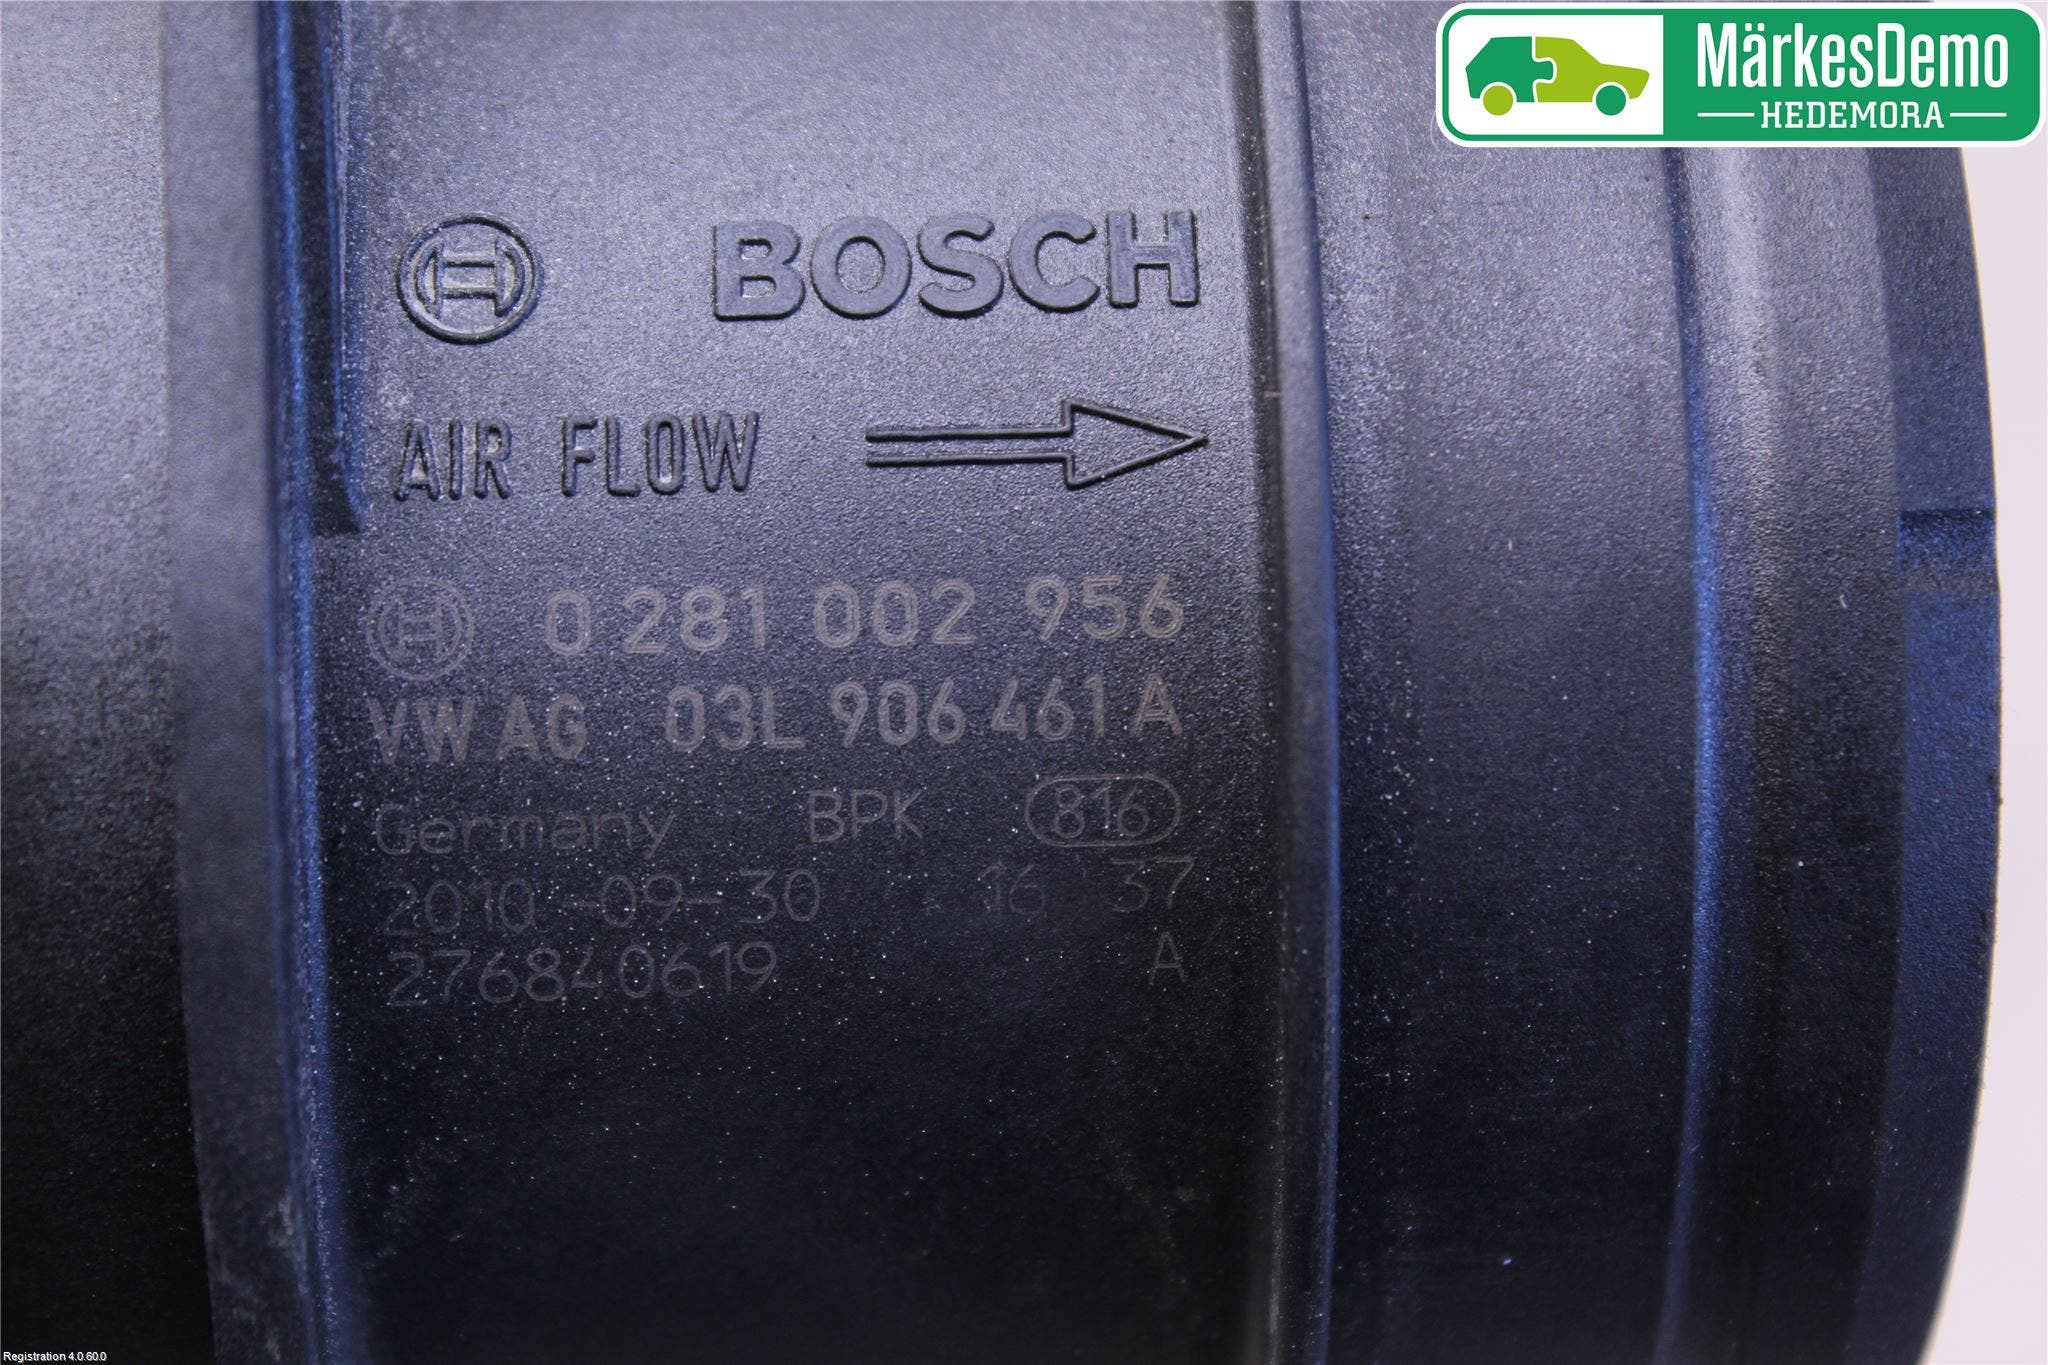 MärkesDemo
HEDEMORA
BOSCH
AIR FLOW
0 281 002 956
VW AG 03L 906 461 A
Germany BPK 816
2010-09-30 16 37
276840619 A
Registration 4.0.60.0